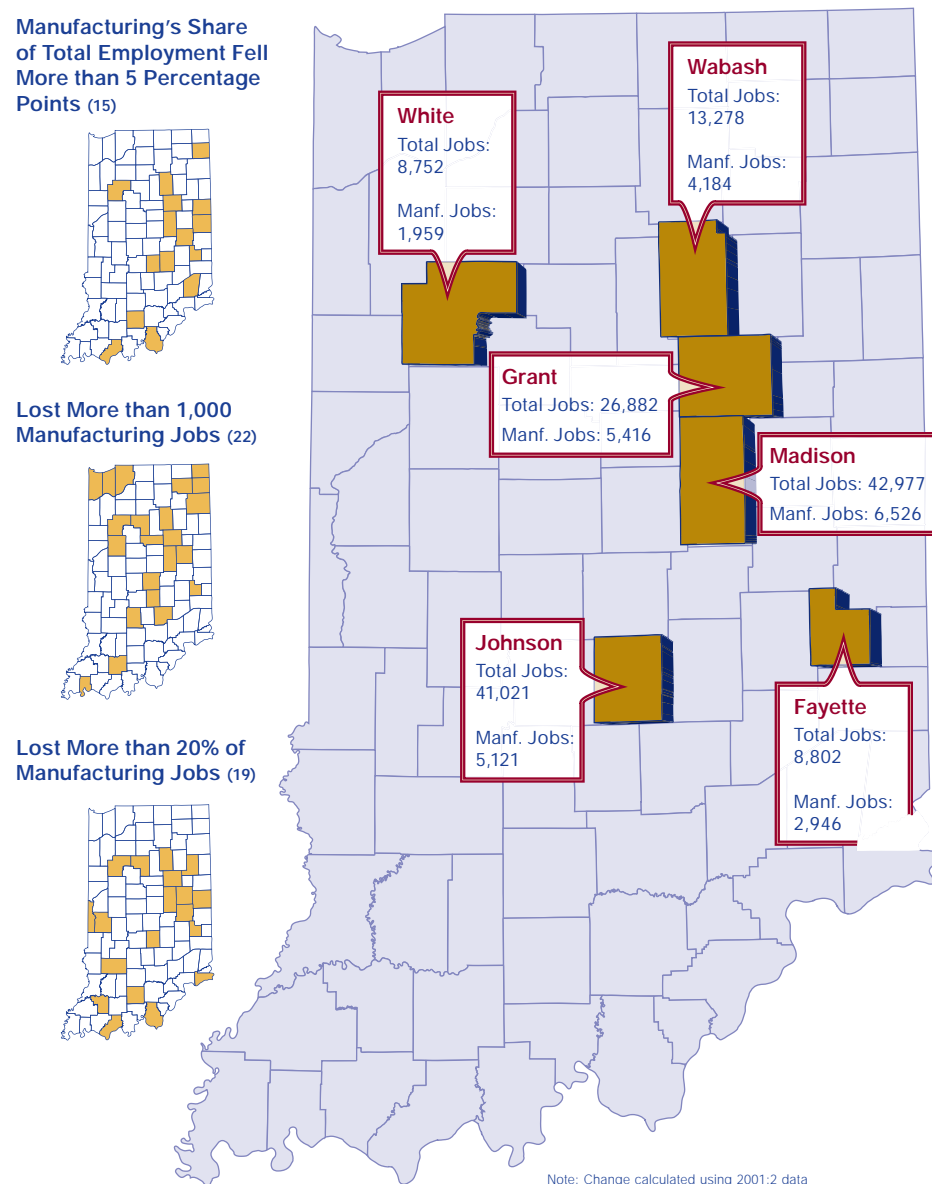 Manufacturing's Share
of Total Employment Fell
More than 5 Percentage
Points (15)
Lost More than 1,000
Manufacturing Jobs (22)
Lost More than 20% of
Manufacturing Jobs (19)
White
Total Jobs:
8,752
Manf. Jobs:
1,959
Wabash
Total Jobs:
13,278
Manf. Jobs:
4,184
Grant
Total Jobs: 26,882
Manf. Jobs: 5,416
Madison
Total Jobs: 42,977
Manf. Jobs: 6,526
Johnson
Total Jobs:
41,021
Manf. Jobs:
5,121
Fayette
Total Jobs:
8,802
Manf. Jobs:
2,946
Note: Change calculated using 2001:2 data